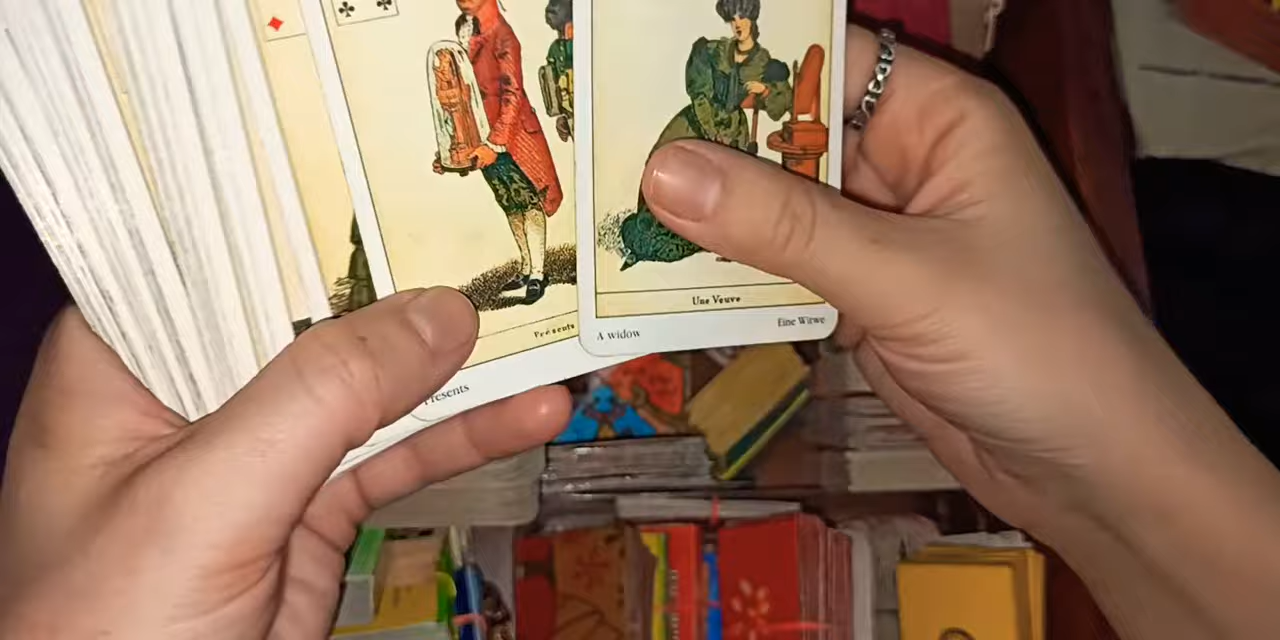 Présents
Presents
Une Veuve
A widow
Eine Witwe